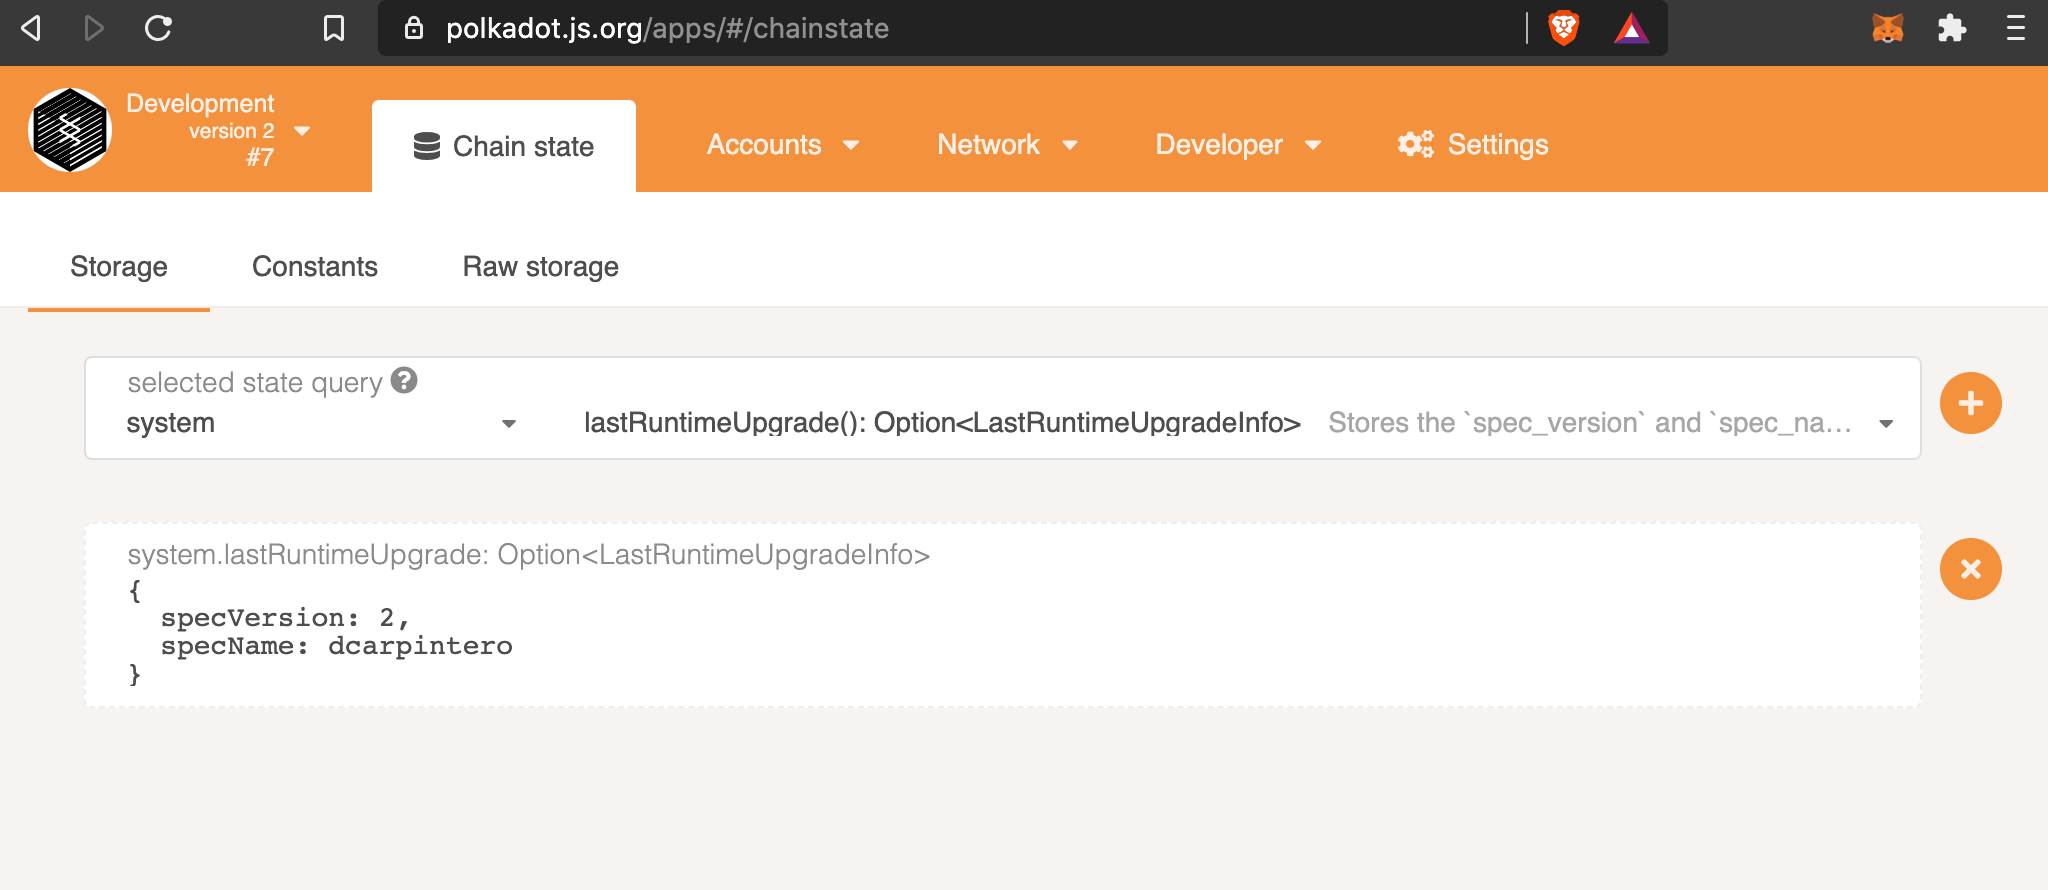 polkadot.js.org/apps/#/chainstate
Development
version 2
#7
Chain state
Accounts
Network
Developer
Settings
Storage
Constants
Raw storage
selected state query
system
lastRuntimeUpgrade(): Option<LastRuntimeUpgradeInfo> Stores the `spec_version` and `spec_na…
system.lastRuntimeUpgrade: Option<LastRuntimeUpgradeInfo>
{
specVersion: 2,
specName: dcarpintero
}